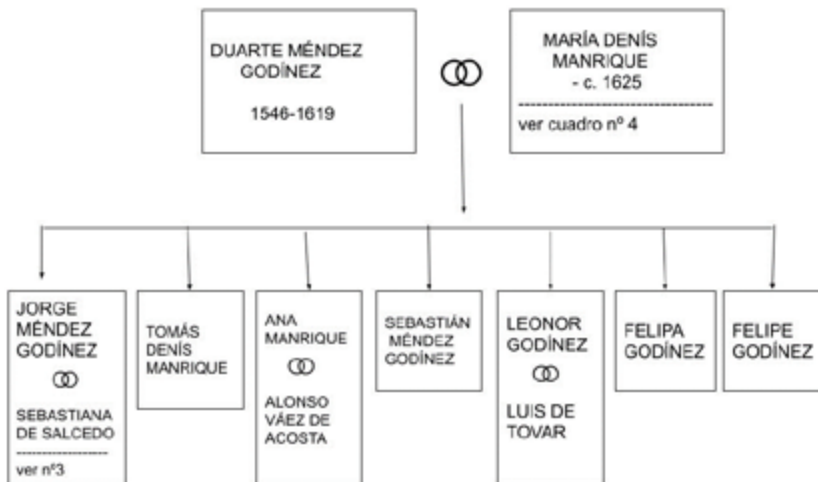 DUARTE MÉNDEZ
GODÍNEZ
1546-1619
MARÍA DENÍS
MANRIQUE
- c. 1625
ver cuadro nº 4
JORGE
MÉNDEZ
GODÍNEZ
SEBASTIANA
DE SALCEDO
ver nº3
TOMÁS
DENÍS
MANRIQUE
ANA
MANRIQUE
ALONSO
VÁEZ DE
ACOSTA
SEBASTIÁN
MÉNDEZ
GODÍNEZ
LEONOR
GODÍNEZ
LUIS DE
TOVAR
FELIPA
GODÍNEZ
FELIPE
GODÍNEZ